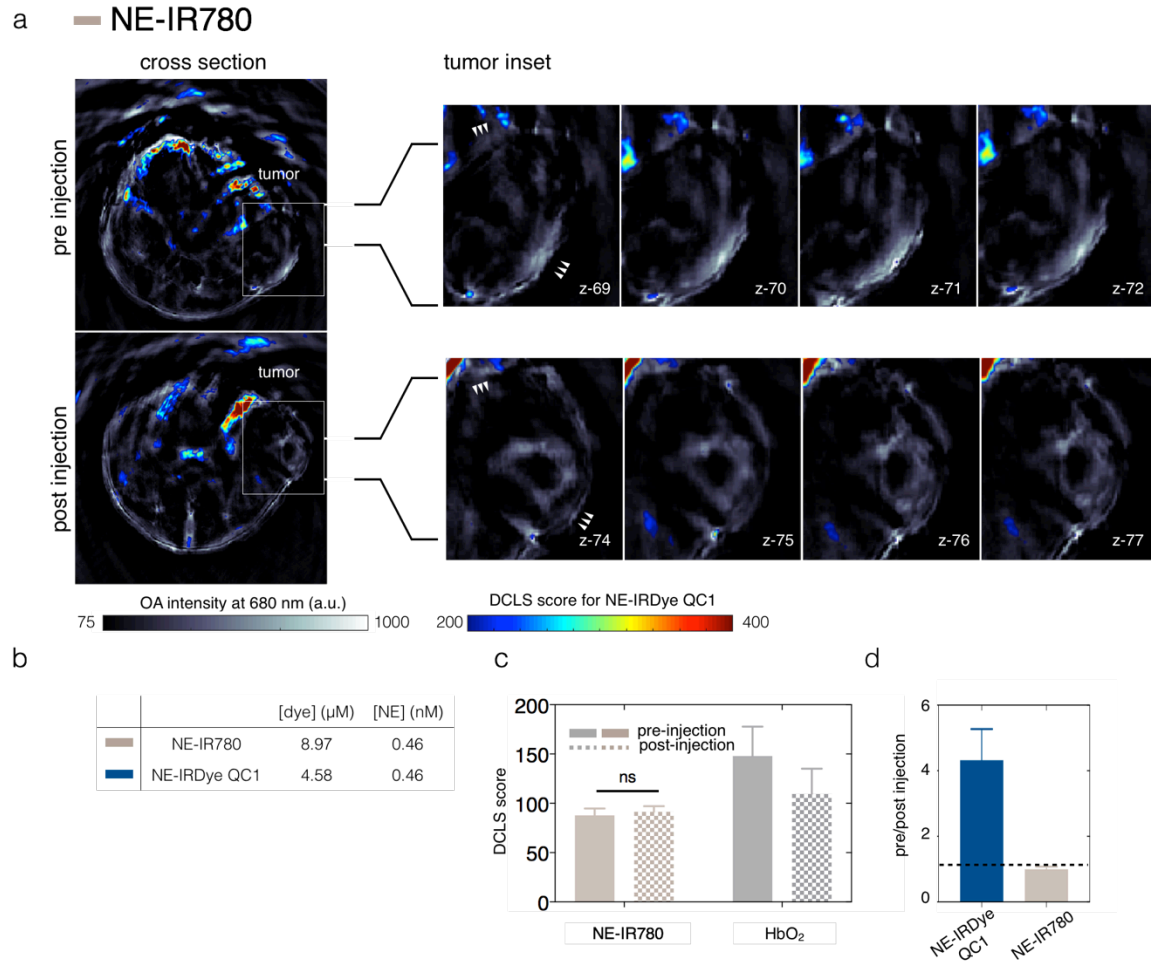 a
NE-IR780
cross section
tumor inset
pre injection
tumor
z-69
z-70
z-71
z-72
post injection
tumor
z-74
z-75
z-76
z-77
OA intensity at 680 nm (a.u.)
75
1000
DCLS score for NE-IRDye QC1
200
400
b
[dye] (µM) [NE] (nM)
NE-IR780 8.97 0.46
NE-IRDye QC1 4.58 0.46
c
DCLS score
200
150
100
50
0
pre-injection
post-injection
ns
NE-IR780
HbO₂
d
pre/post injection
6
4
2
0
NE-IRDye
QC1
NE-IR780